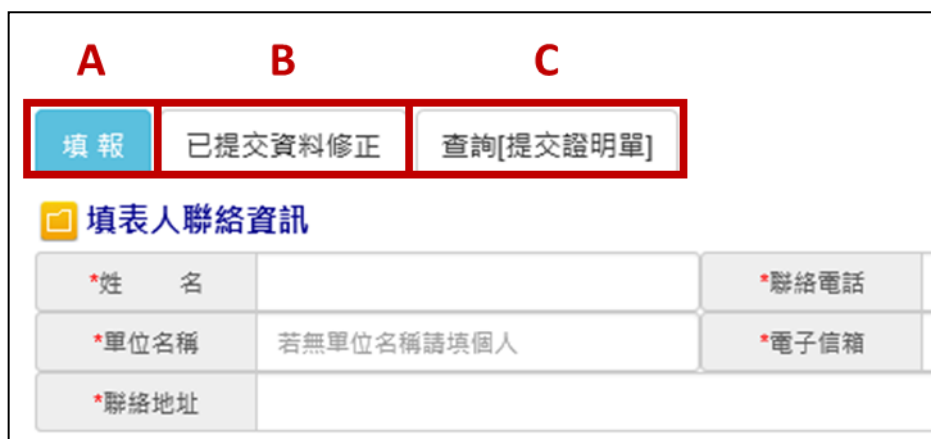 A B C
填 報 已提交資料修正 查詢[提交證明單]
填表人聯絡資訊
*姓 名 *聯絡電話
*單位名稱 若無單位名稱請填個人 *電子信箱
*聯絡地址